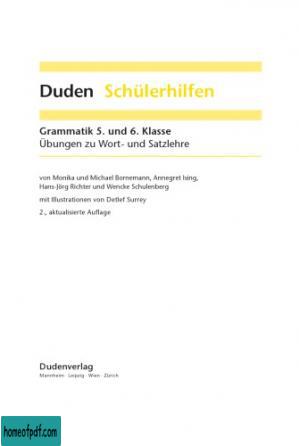 Duden Schülerhilfen
Grammatik 5. und 6. Klasse
Übungen zu Wort- und Satzlehre
von Monika und Michael Bornemann, Annegret Ising,
Hans-Jörg Richter und Wencke Schulenberg
mit Illustrationen von Detlef Surrey
2., aktualisierte Auflage
Dudenverlag
Mannheim · Leipzig · Wien · Zürich
homeofpdf.com